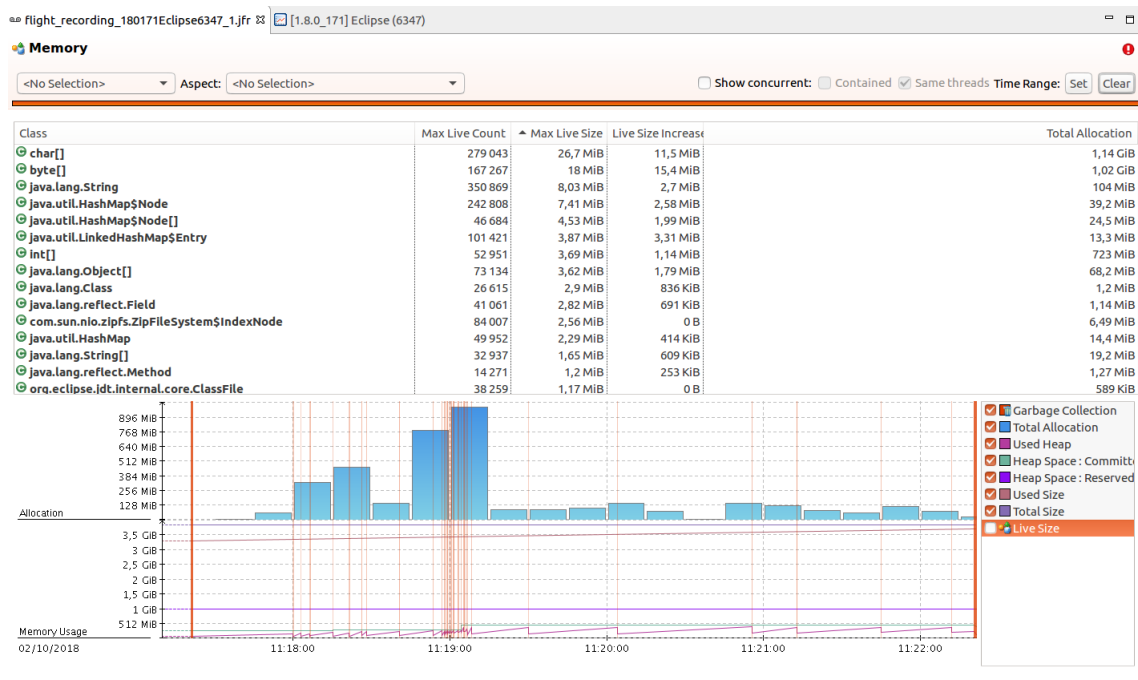 flight_recording_180171Eclipse6347_1.jfr [1.8.0_171] Eclipse (6347)
Memory
<No Selection> Aspect: <No Selection> Show concurrent: Contained Same threads Time Range: Set Clear
Class Max Live Count Max Live Size Live Size Increase Total Allocation
char[] 279 043 26,7 MiB 11,5 MiB 1,14 GiB
byte[] 167 267 18 MiB 15,4 MiB 1,02 GiB
java.lang.String 350 869 8,03 MiB 2,7 MiB 104 MiB
java.util.HashMap$Node 242 808 7,41 MiB 2,58 MiB 39,2 MiB
java.util.HashMap$Node[] 46 684 4,53 MiB 1,99 MiB 24,5 MiB
java.util.LinkedHashMap$Entry 101 421 3,87 MiB 3,31 MiB 13,3 MiB
int[] 52 951 3,69 MiB 1,14 MiB 723 MiB
java.lang.Object[] 73 134 3,62 MiB 1,79 MiB 68,2 MiB
java.lang.Class 26 615 2,9 MiB 836 KiB 1,2 MiB
java.lang.reflect.Field 41 061 2,82 MiB 691 KiB 1,14 MiB
com.sun.nio.zipfs.ZipFileSystem$IndexNode 84 007 2,56 MiB 0 B 6,49 MiB
java.util.HashMap 49 952 2,29 MiB 414 KiB 14,4 MiB
java.lang.String[] 32 937 1,65 MiB 609 KiB 19,2 MiB
java.lang.reflect.Method 14 271 1,2 MiB 253 KiB 1,27 MiB
org.eclipse.jdt.internal.core.ClassFile 38 259 1,17 MiB 0 B 589 KiB
896 MiB
768 MiB
640 MiB
512 MiB
384 MiB
256 MiB
128 MiB
Allocation
3,5 GiB
3 GiB
2,5 GiB
2 GiB
1,5 GiB
1 GiB
512 MiB
Memory Usage
02/10/2018 11:18:00 11:19:00 11:20:00 11:21:00 11:22:00
Garbage Collection
Total Allocation
Used Heap
Heap Space : Committe
Heap Space : Reserved
Used Size
Total Size
Live Size